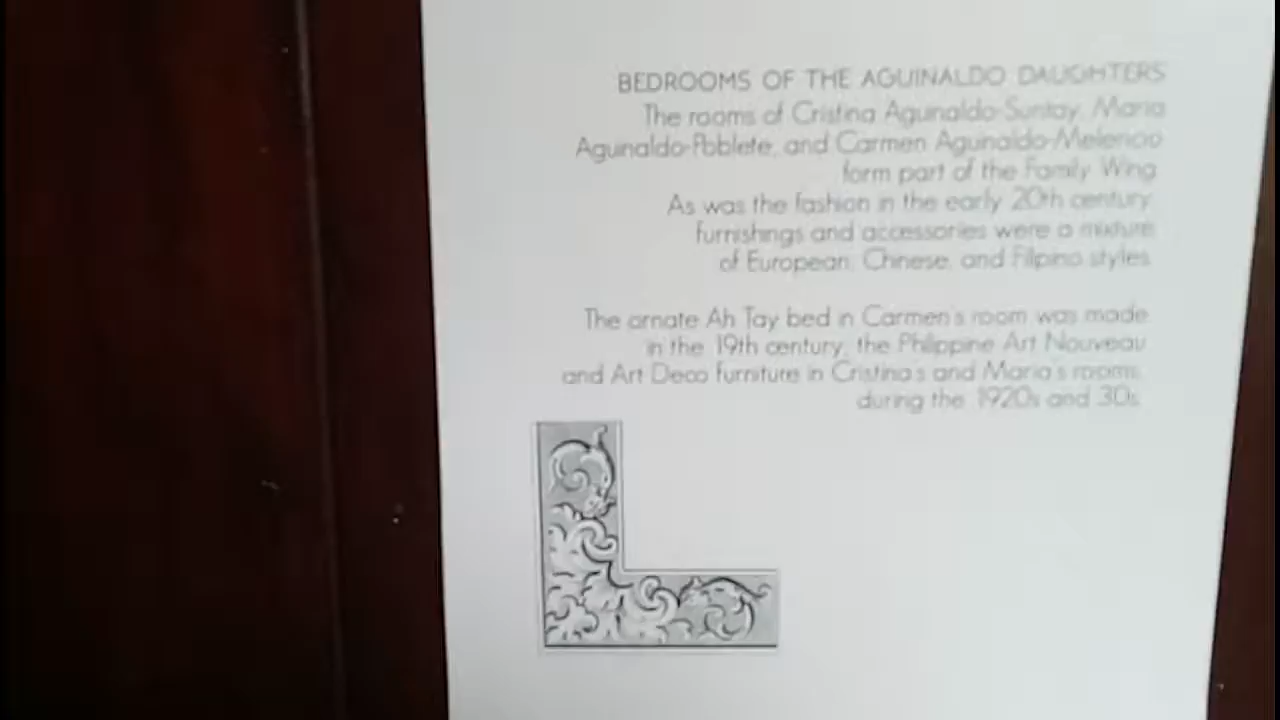 BEDROOMS OF THE AGUINALDO DAUGHTERS
The rooms of Cristina Aguinaldo-Suntay, Maria
Aguinaldo-Poblete, and Carmen Aguinaldo-Melencio
form part of the Family Wing.
As was the fashion in the early 20th century,
furnishings and accessories were a mixture
of European, Chinese, and Filipino styles.
The ornate Ah Tay bed in Carmen's room was made
in the 19th century, the Philippine Art Nouveau
and Art Deco furniture in Cristina's and Maria's rooms,
during the 1920s and 30s.